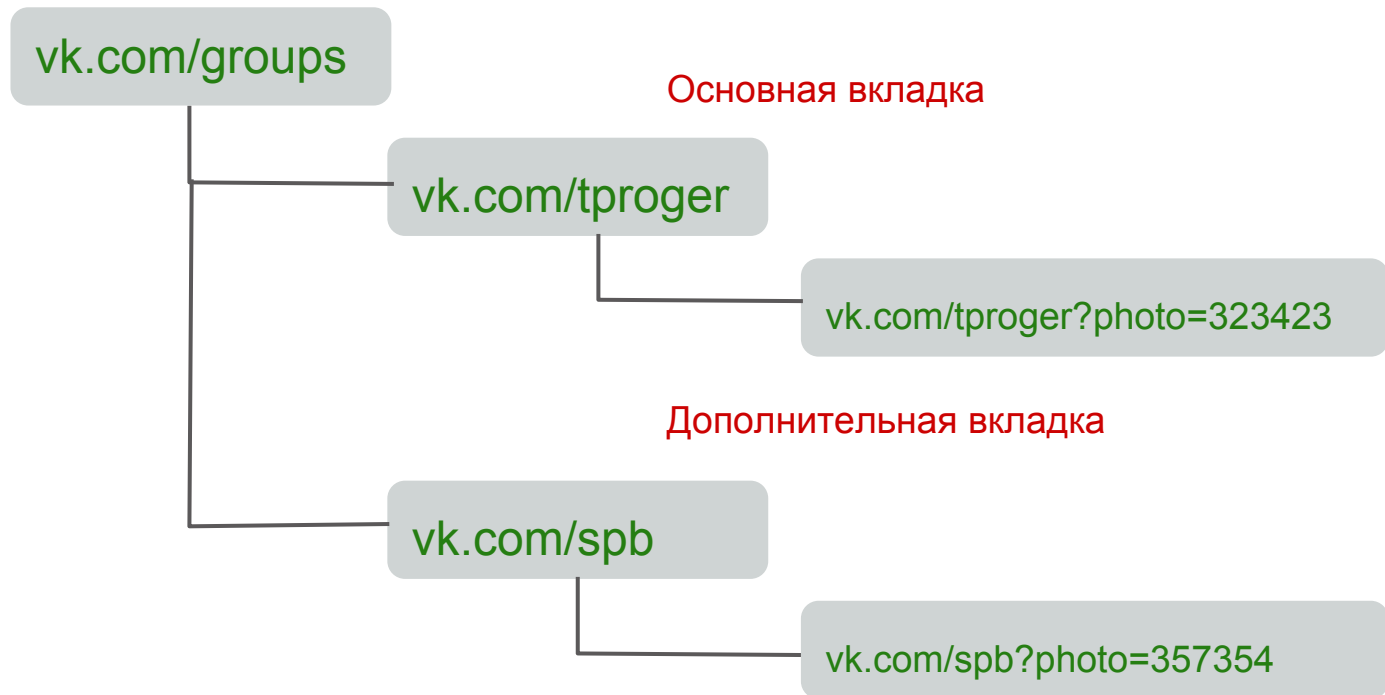 vk.com/groups
Основная вкладка
vk.com/tproger
vk.com/tproger?photo=323423
Дополнительная вкладка
vk.com/spb
vk.com/spb?photo=357354